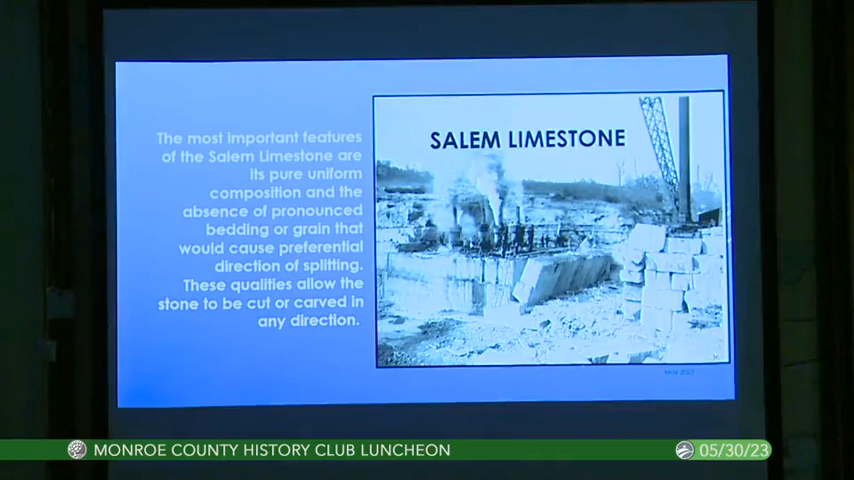 The most important features
of the Salem Limestone are
its pure uniform
composition and the
absence of pronounced
bedding or grain that
would cause preferential
direction of splitting.
These qualities allow the
stone to be cut or carved in
any direction.
SALEM LIMESTONE
MONROE COUNTY HISTORY CLUB LUNCHEON
05/30/23